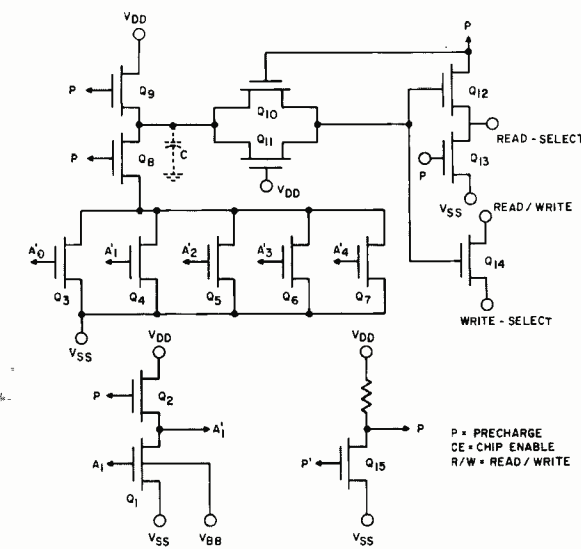 VDD
P
Q9
P
Q8
C
Q10
Q11
VDD
P
Q12
READ-SELECT
Q13
P
VSS
READ/WRITE
Q14
WRITE-SELECT
A'0
Q3
A'1
Q4
A'2
Q5
A'3
Q6
A'4
Q7
VSS
VDD
P
Q2
A'1
A1
Q1
VSS
VBB
VDD
P
P'
Q15
VSS
P = PRECHARGE
CE = CHIP ENABLE
R/W = READ/WRITE